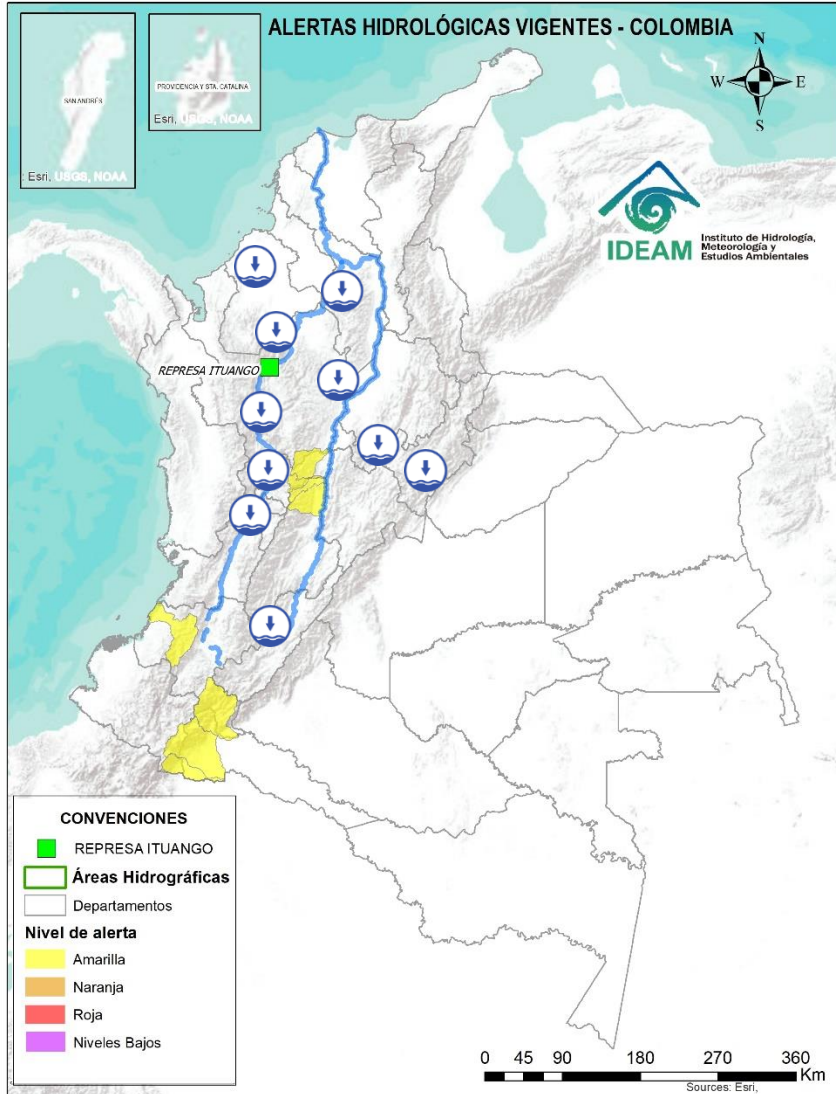 ALERTAS HIDROLÓGICAS VIGENTES - COLOMBIA
SAN ANDRÉS
Esri, USGS, NOAA
PROVIDENCIA Y STA. CATALINA
Esri, USGS, NOAA
N
W
E
S
IDEAM
Instituto de Hidrología,
Meteorología y
Estudios Ambientales
REPRESA ITUANGO
CONVENCIONES
REPRESA ITUANGO
Áreas Hidrográficas
Departamentos
Nivel de alerta
Amarilla
Naranja
Roja
Niveles Bajos
0 45 90 180 270 360
Km
Sources: Esri,